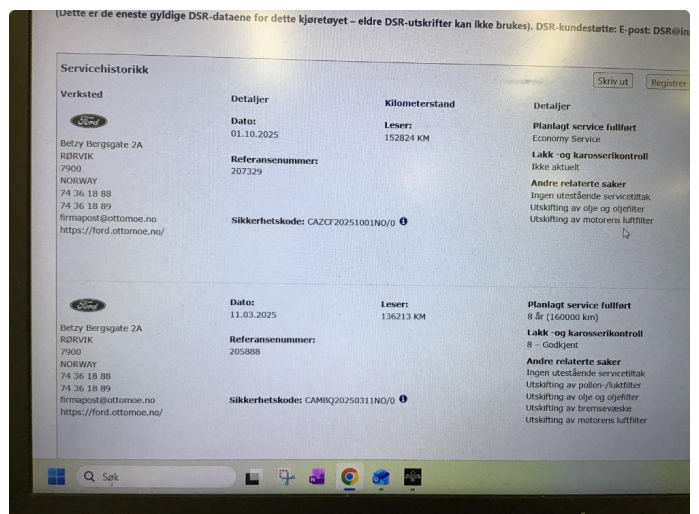 (Dette er de eneste gyldige DSR-dataene for dette kjøretøyet – eldre DSR-utskrifter kan ikke brukes). DSR-kundestøtte: E-post: DSR@in
Servicehistorikk
Skriv ut
Registrer
Verksted
Detaljer
Kilometerstand
Detaljer
Ford
Betzy Bergsgate 2A
RØRVIK
7900
NORWAY
74 36 18 88
74 36 18 89
firmapost@ottomoe.no
https://ford.ottomoe.no/
Dato:
01.10.2025
Referansenummer:
207329
Sikkerhetskode: CAZCF20251001NO/0
Leser:
152824 KM
Planlagt service fullført
Economy Service
Lakk -og karosserikontroll
Ikke aktuelt
Andre relaterte saker
Ingen utestående servicetiltak
Utskifting av olje og oljefilter
Utskifting av motorens luftfilter
Ford
Betzy Bergsgate 2A
RØRVIK
7900
NORWAY
74 36 18 88
74 36 18 89
firmapost@ottomoe.no
https://ford.ottomoe.no/
Dato:
11.03.2025
Referansenummer:
205888
Sikkerhetskode: CAMBQ20250311NO/0
Leser:
136213 KM
Planlagt service fullført
8 år (160000 km)
Lakk -og karosserikontroll
8 - Godkjent
Andre relaterte saker
Ingen utestående servicetiltak
Utskifting av pollen-/luktfilter
Utskifting av olje og oljefilter
Utskifting av bremsevæske
Utskifting av motorens luftfilter
Søk